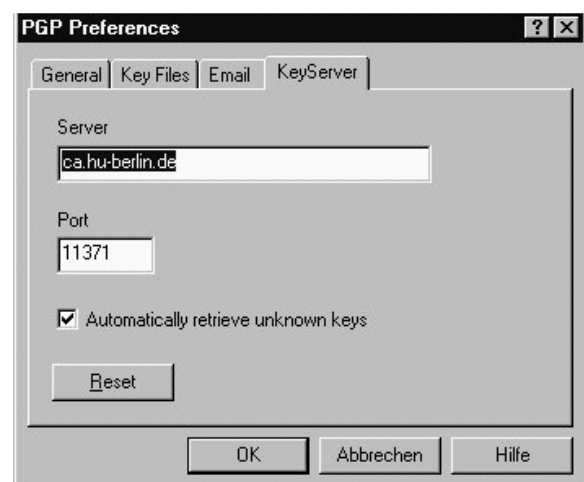 PGP Preferences
General Key Files Email KeyServer
Server
ca.hu-berlin.de
Port
11371
Automatically retrieve unknown keys
Reset
OK Abbrechen Hilfe